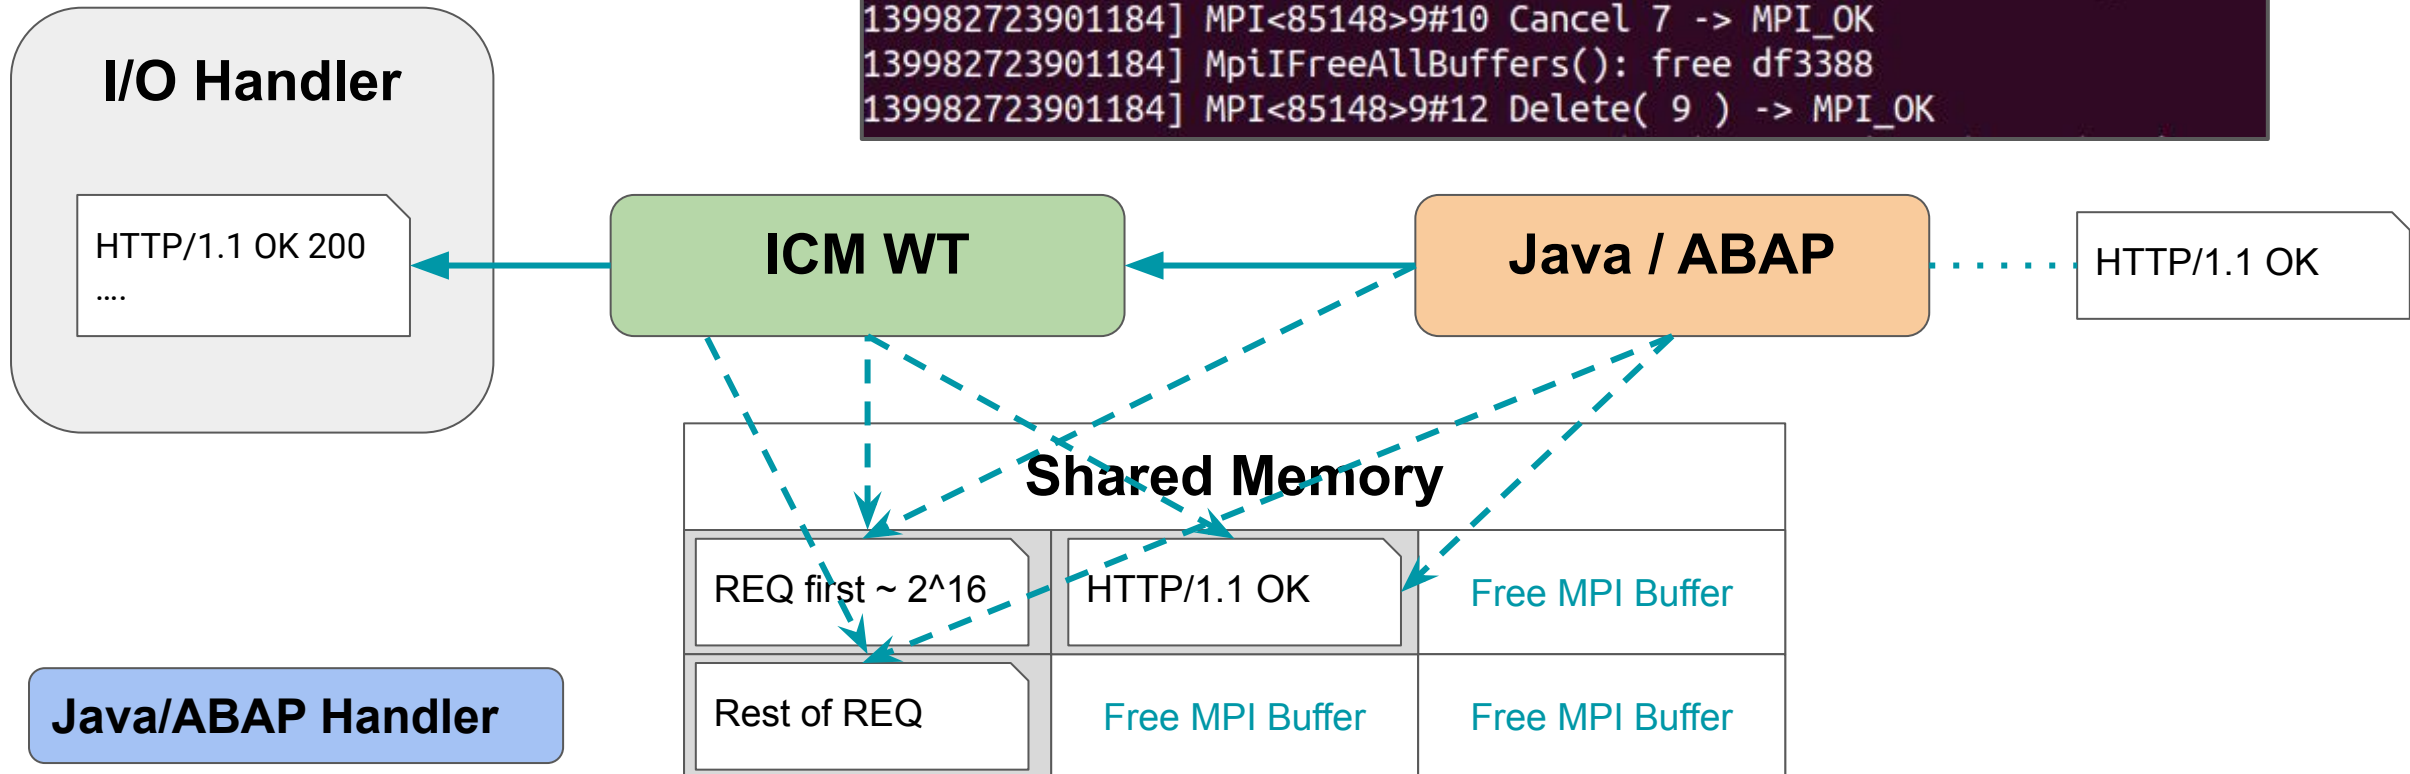 139982723901184] MPI<85148>9#10 Cancel 7 -> MPI_OK
139982723901184] MpiIFreeAllBuffers(): free df3388
139982723901184] MPI<85148>9#12 Delete( 9 ) -> MPI_OK
I/O Handler
HTTP/1.1 OK 200
....
ICM WT
Java / ABAP
HTTP/1.1 OK
Shared Memory
REQ first ~ 2^16
HTTP/1.1 OK
Free MPI Buffer
Rest of REQ
Free MPI Buffer
Free MPI Buffer
Java/ABAP Handler